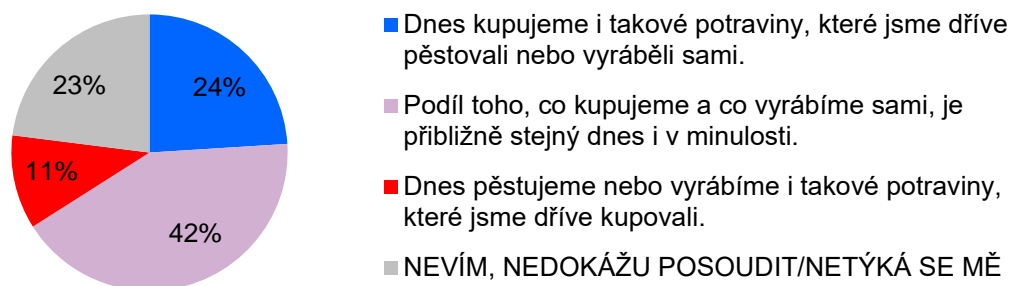 23%
24%
11%
42%
Dnes kupujeme i takové potraviny, které jsme dříve
pěstovali nebo vyráběli sami.
Podíl toho, co kupujeme a co vyrábíme sami, je
přibližně stejný dnes i v minulosti.
Dnes pěstujeme nebo vyrábíme i takové potraviny,
které jsme dříve kupovali.
NEVÍM, NEDOKÁŽU POSOUDIT/NETÝKÁ SE MĚ